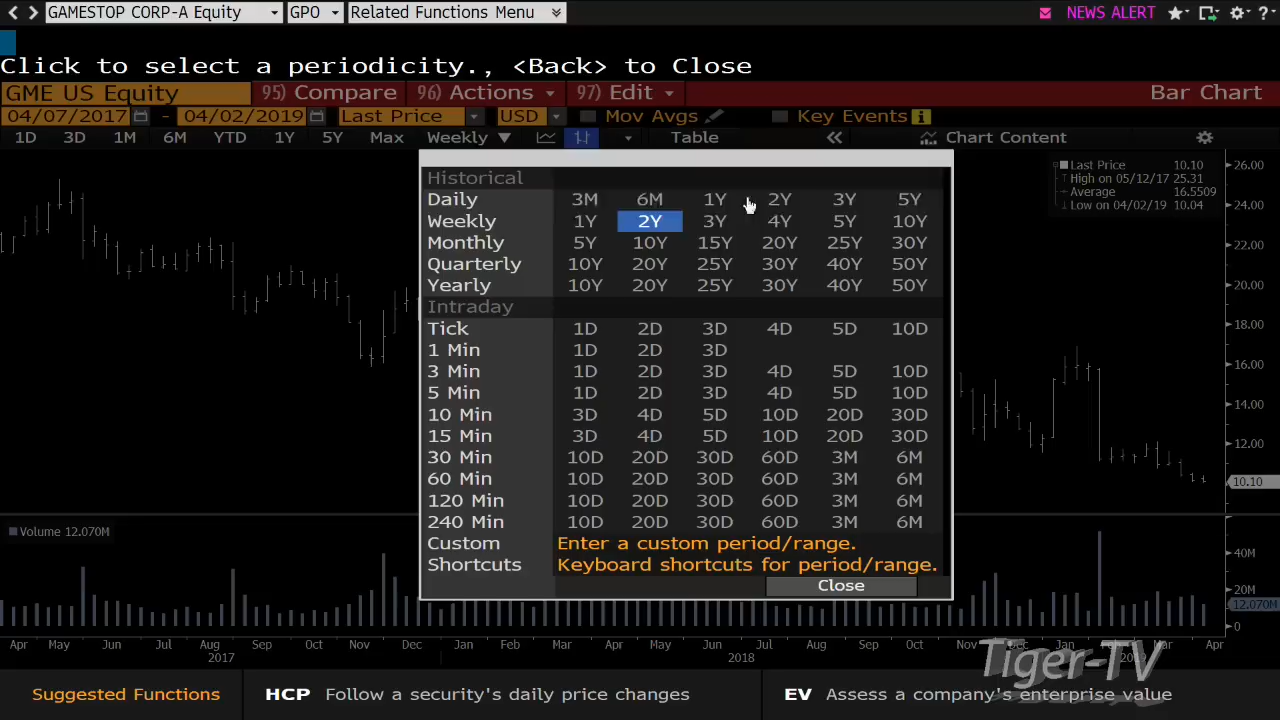 GAMESTOP CORP-A Equity GPO Related Functions Menu NEWS ALERT ?
Click to select a periodicity., <Back> to Close
GME US Equity 95) Compare 96) Actions 97) Edit Bar Chart
04/07/2017 - 04/02/2019 Last Price USD Mov Avgs Key Events i
1D 3D 1M 6M YTD 1Y 5Y Max Weekly Table Chart Content
Historical
Daily 3M 6M 1Y 2Y 3Y 5Y
Weekly 1Y 2Y 3Y 4Y 5Y 10Y
Monthly 5Y 10Y 15Y 20Y 25Y 30Y
Quarterly 10Y 20Y 25Y 30Y 40Y 50Y
Yearly 10Y 20Y 25Y 30Y 40Y 50Y
Intraday
Tick 1D 2D 3D 4D 5D 10D
1 Min 1D 2D 3D
3 Min 1D 2D 3D 4D 5D 10D
5 Min 1D 2D 3D 4D 5D 10D
10 Min 3D 4D 5D 10D 20D 30D
15 Min 3D 4D 5D 10D 20D 30D
30 Min 10D 20D 30D 60D 3M 6M
60 Min 10D 20D 30D 60D 3M 6M
120 Min 10D 20D 30D 60D 3M 6M
240 Min 10D 20D 30D 60D 3M 6M
Custom Enter a custom period/range.
Shortcuts Keyboard shortcuts for period/range.
Close
Last Price 10.10
High on 05/12/17 25.31
Average 16.5509
Low on 04/02/19 10.04
26.00
24.00
22.00
20.00
18.00
16.00
14.00
12.00
10.10
Volume 12.070M
40M
20M
12.070M
0
Apr May Jun Jul Aug Sep Oct Nov Dec Jan Feb Mar Apr May Jun Jul Aug Sep Oct Nov Dec Jan Mar Apr
2017 2018
Tiger-TV
Suggested Functions HCP Follow a security's daily price changes EV Assess a company's enterprise value